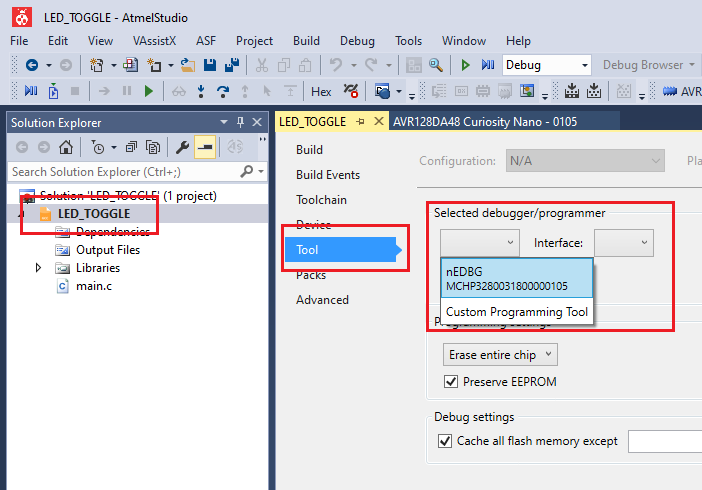 LED_TOGGLE - AtmelStudio
File Edit View VAssistX ASF Project Build Debug Tools Window Help
Debug Debug Browser
Hex AVR
Solution Explorer
Search Solution Explorer (Ctrl+;)
Solution 'LED_TOGGLE' (1 project)
LED_TOGGLE
Dependencies
Output Files
Libraries
main.c
LED_TOGGLE AVR128DA48 Curiosity Nano - 0105
Build
Build Events
Toolchain
Device
Tool
Packs
Advanced
Configuration: N/A Pla
Selected debugger/programmer
Interface:
nEDBG
MCHP3280031800000105
Custom Programming Tool
Programming settings
Erase entire chip
Preserve EEPROM
Debug settings
Cache all flash memory except